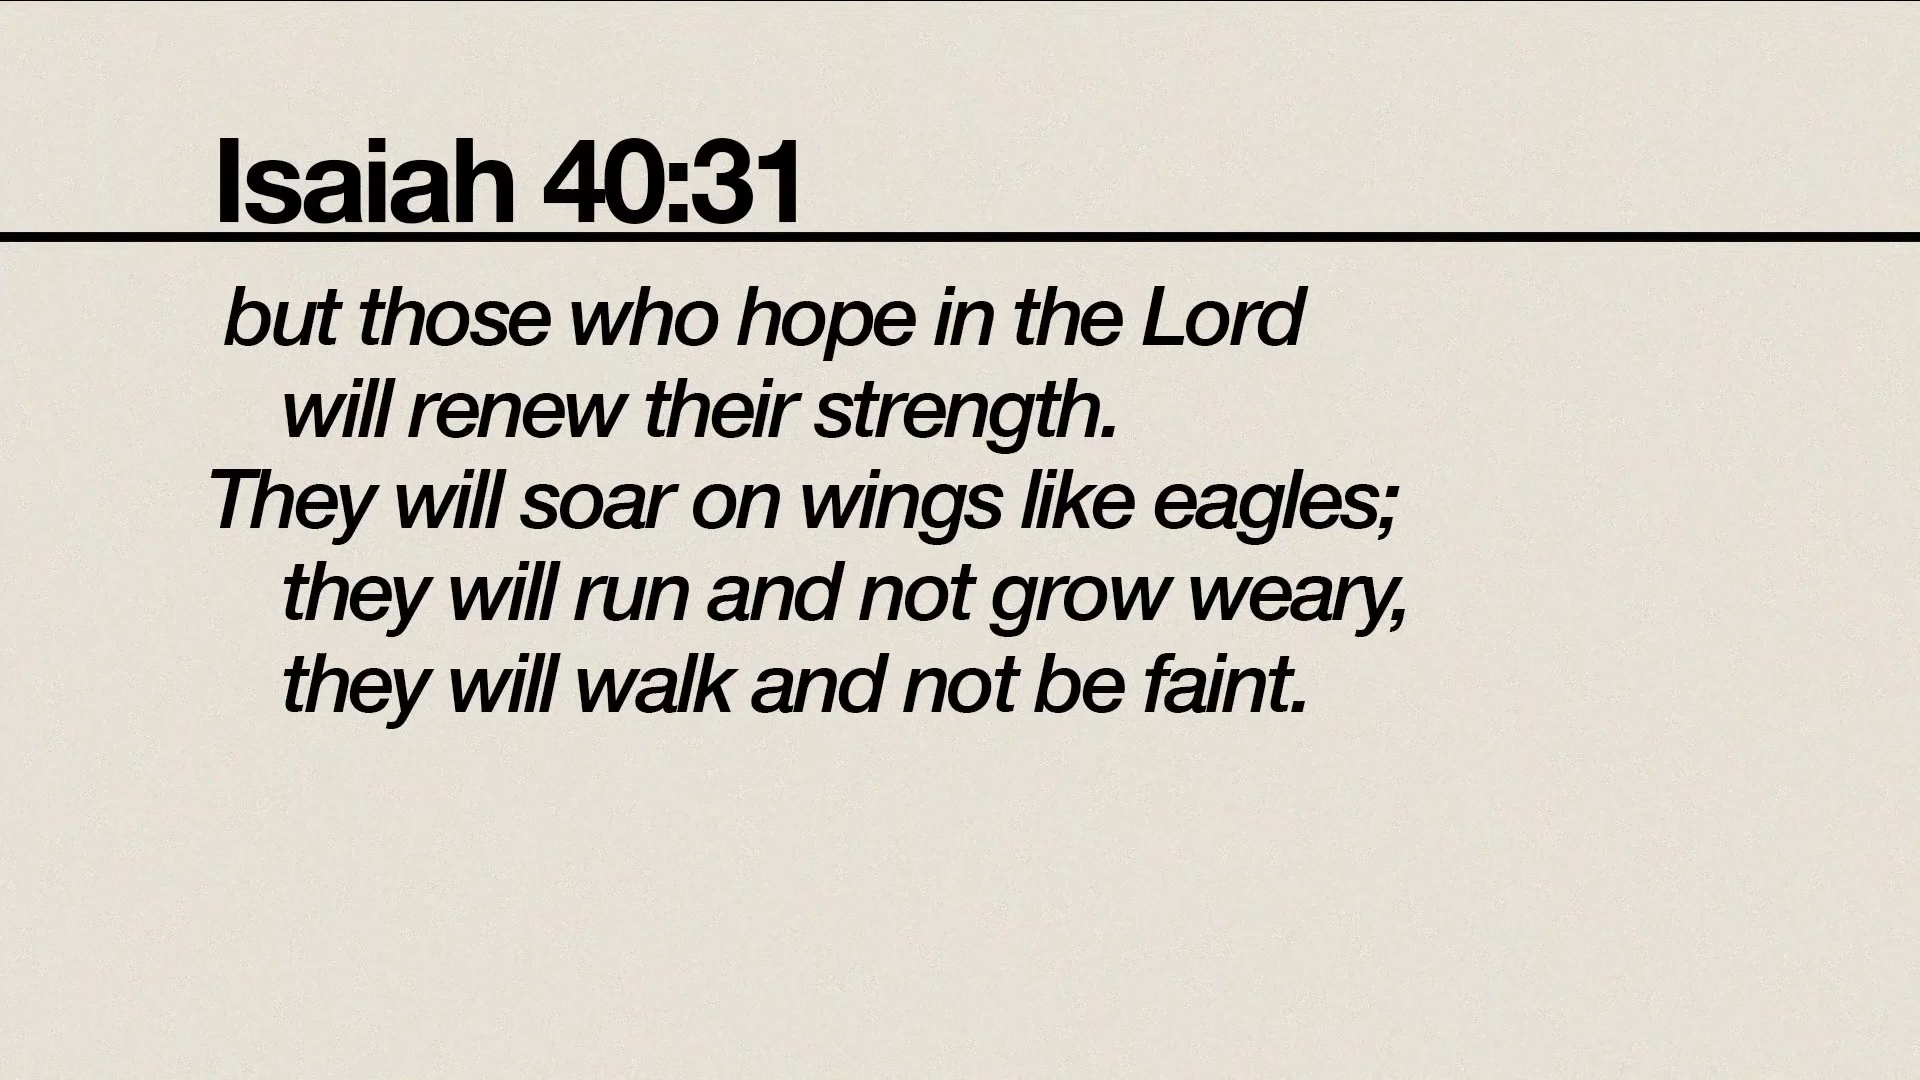 Isaiah 40:31
but those who hope in the Lord
will renew their strength.
They will soar on wings like eagles;
they will run and not grow weary,
they will walk and not be faint.